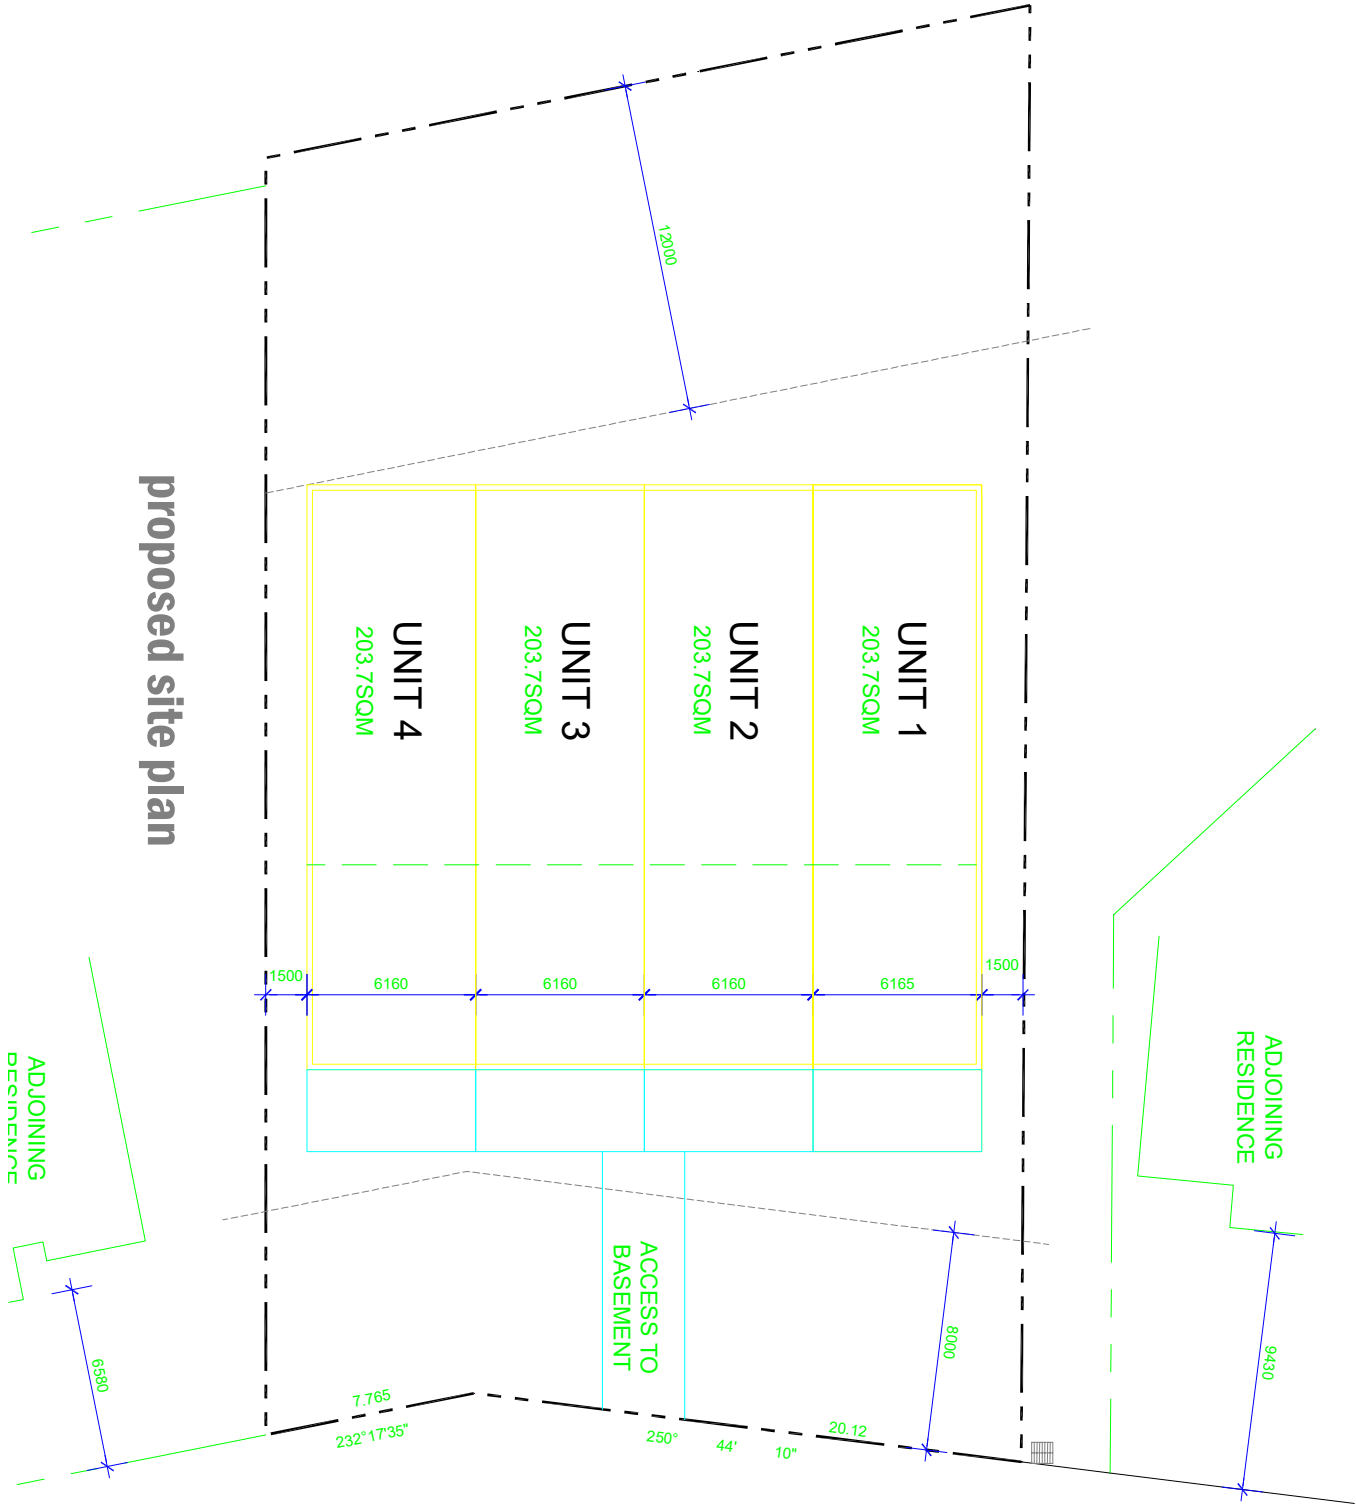 12000
proposed site plan
UNIT 4
203.7SQM
UNIT 3
203.7SQM
UNIT 2
203.7SQM
UNIT 1
203.7SQM
1500
6160
6160
6160
6165
1500
ADJOINING
RESIDENCE
ADJOINING
RESIDENCE
ACCESS TO
BASEMENT
8000
9430
6580
7.765
232°17'35"
20.12
250° 44' 10"